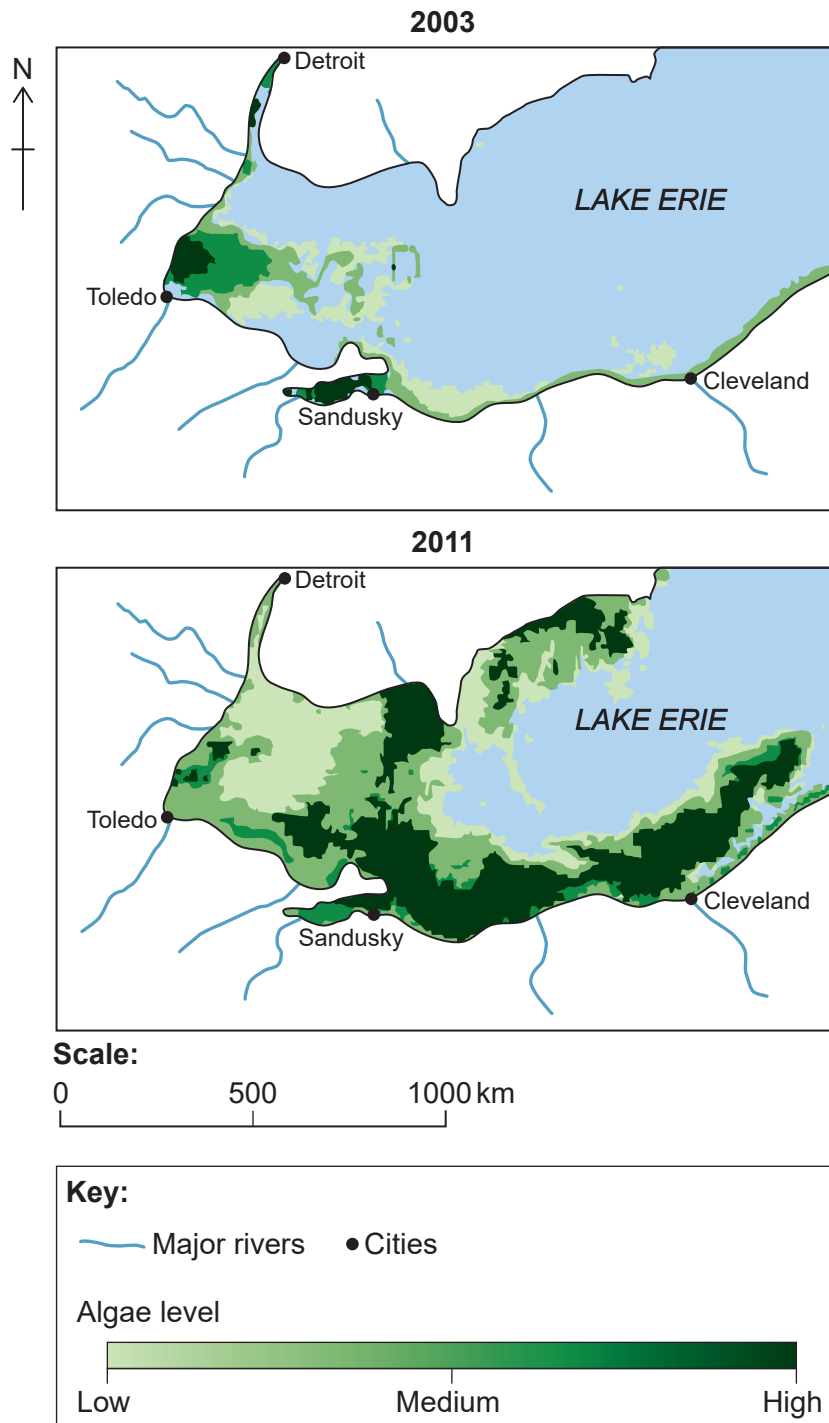 2003
N
Detroit
LAKE ERIE
Toledo
Cleveland
Sandusky
2011
Detroit
LAKE ERIE
Toledo
Cleveland
Sandusky
Scale:
0 500 1000 km
Key:
Major rivers Cities
Algae level
Low Medium High